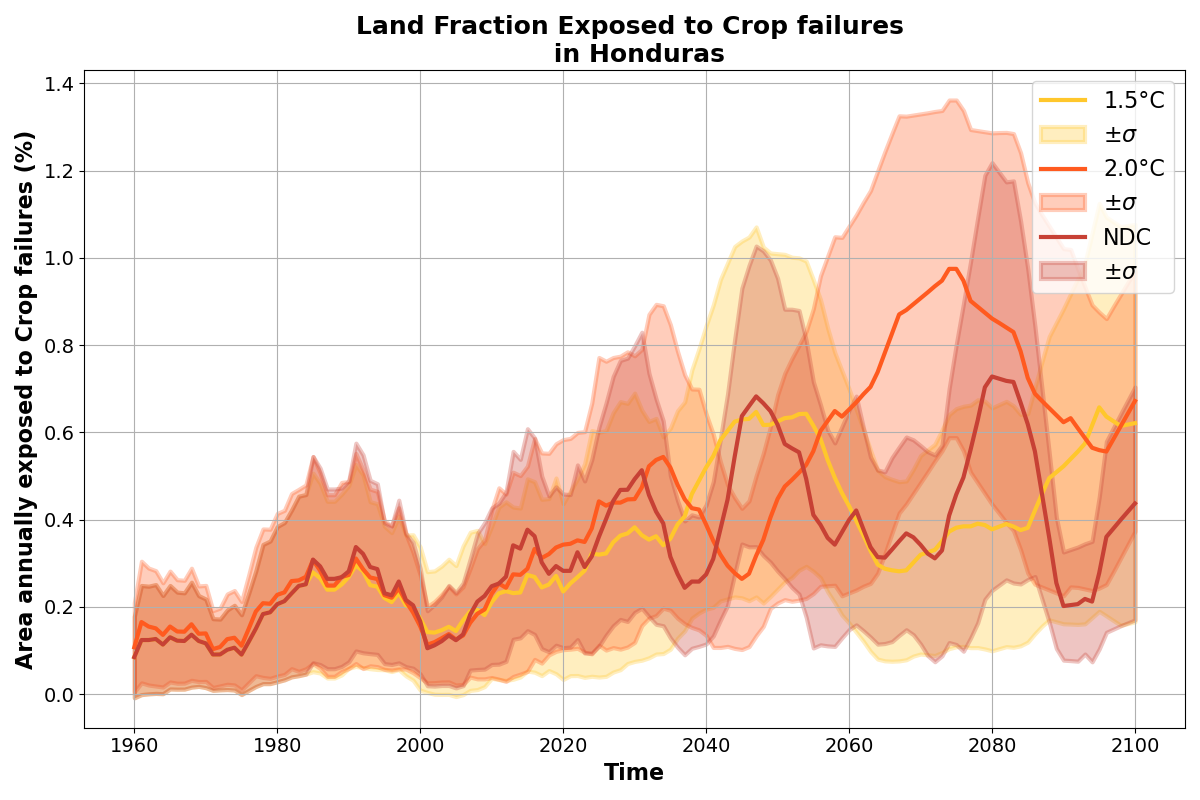 Land Fraction Exposed to Crop failures
in Honduras
Area annually exposed to Crop failures (%)
1.4
1.2
1.0
0.8
0.6
0.4
0.2
0.0
1.5°C
±σ
2.0°C
±σ
NDC
±σ
1960 1980 2000 2020 2040 2060 2080 2100
Time